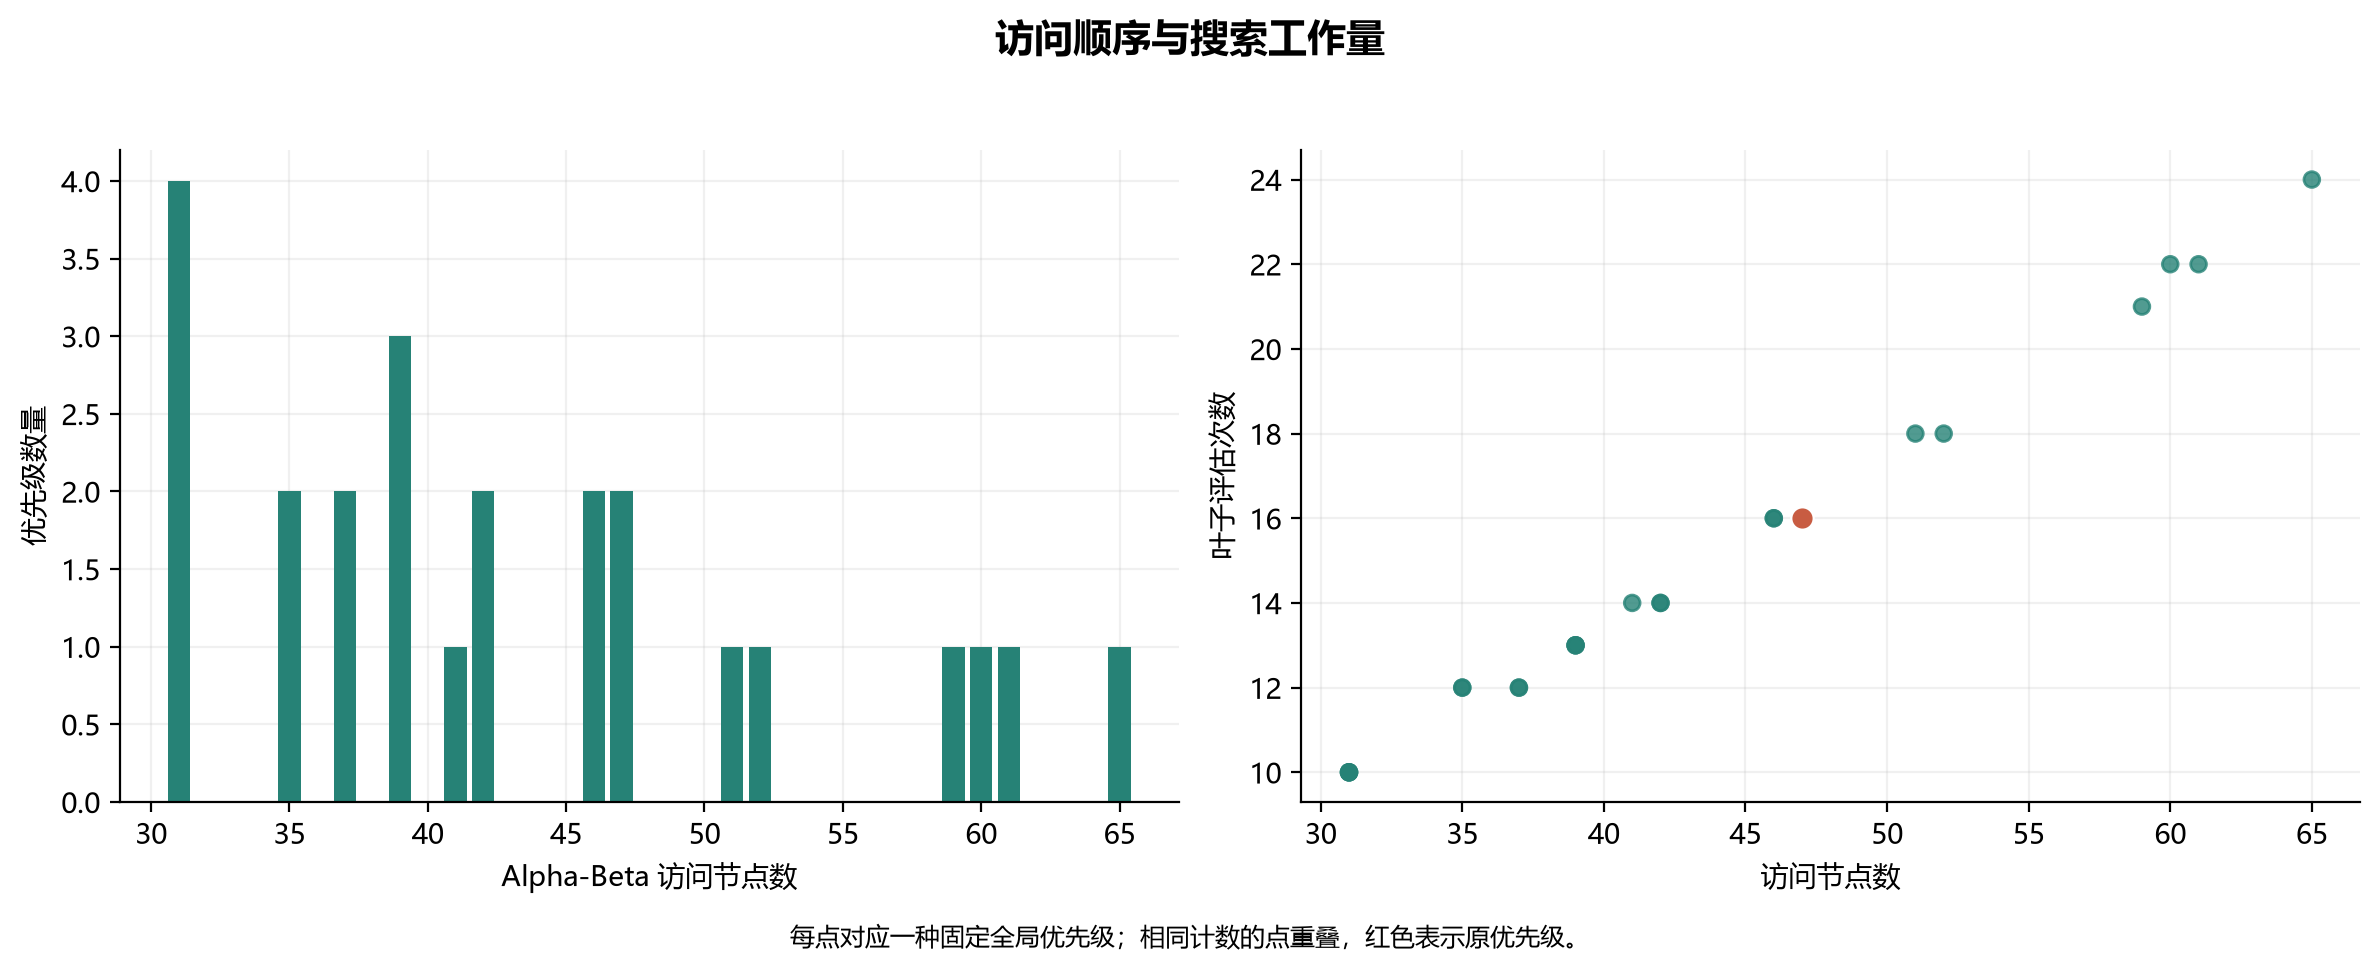 访问顺序与搜索工作量
优先级数量
4.0
3.5
3.0
2.5
2.0
1.5
1.0
0.5
0.0
30 35 40 45 50 55 60 65
Alpha-Beta 访问节点数
叶子评估次数
24
22
20
18
16
14
12
10
30 35 40 45 50 55 60 65
访问节点数
每点对应一种固定全局优先级；相同计数的点重叠，红色表示原优先级。